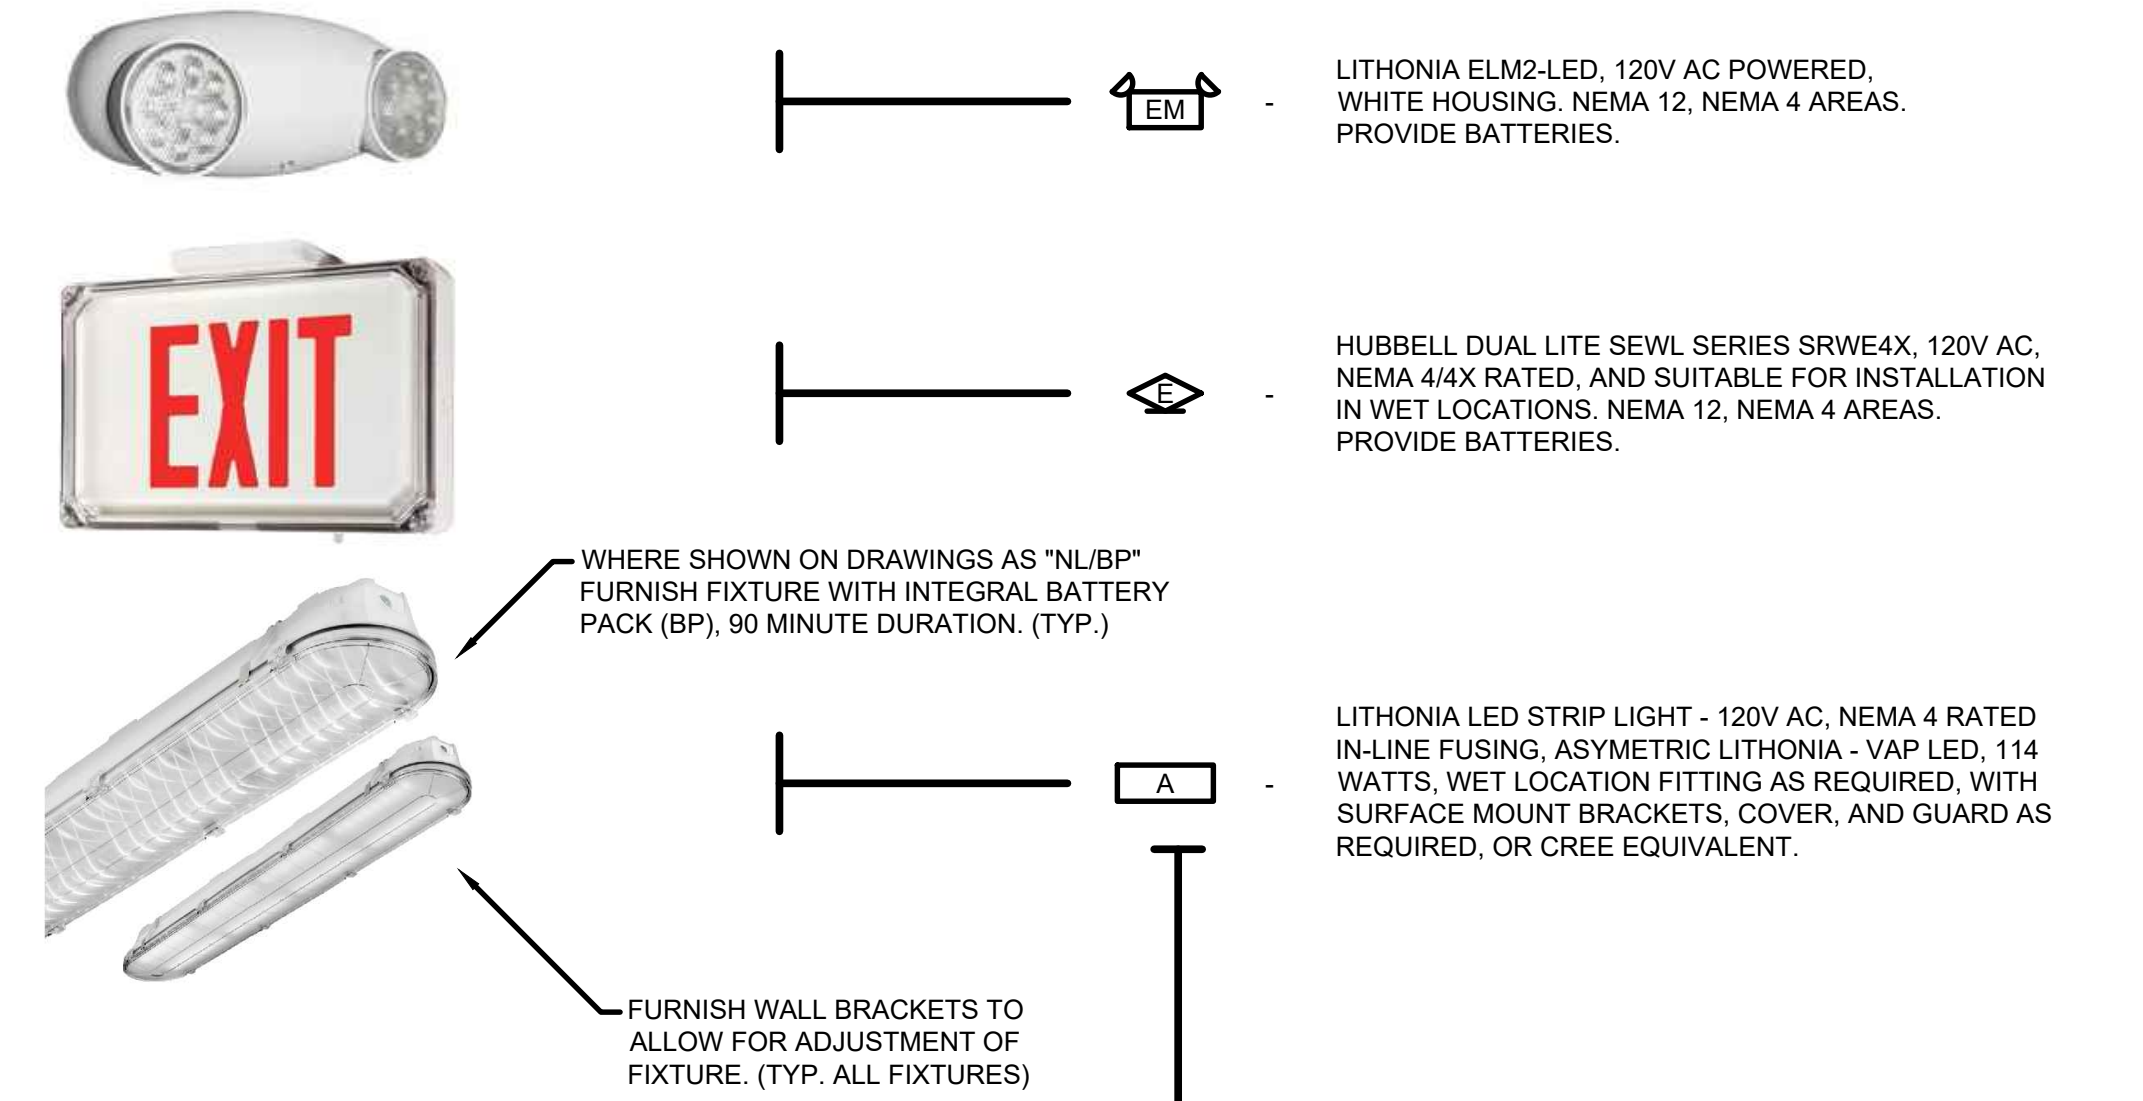 LITHONIA ELM2-LED, 120V AC POWERED,
EM - WHITE HOUSING. NEMA 12, NEMA 4 AREAS.
PROVIDE BATTERIES.
EXIT
HUBBELL DUAL LITE SEWL SERIES SRWE4X, 120V AC,
NEMA 4/4X RATED, AND SUITABLE FOR INSTALLATION
E - IN WET LOCATIONS. NEMA 12, NEMA 4 AREAS.
PROVIDE BATTERIES.
WHERE SHOWN ON DRAWINGS AS "NL/BP"
FURNISH FIXTURE WITH INTEGRAL BATTERY
PACK (BP), 90 MINUTE DURATION. (TYP.)
LITHONIA LED STRIP LIGHT - 120V AC, NEMA 4 RATED
IN-LINE FUSING, ASYMETRIC LITHONIA - VAP LED, 114
A - WATTS, WET LOCATION FITTING AS REQUIRED, WITH
SURFACE MOUNT BRACKETS, COVER, AND GUARD AS
REQUIRED, OR CREE EQUIVALENT.
FURNISH WALL BRACKETS TO
ALLOW FOR ADJUSTMENT OF
FIXTURE. (TYP. ALL FIXTURES)